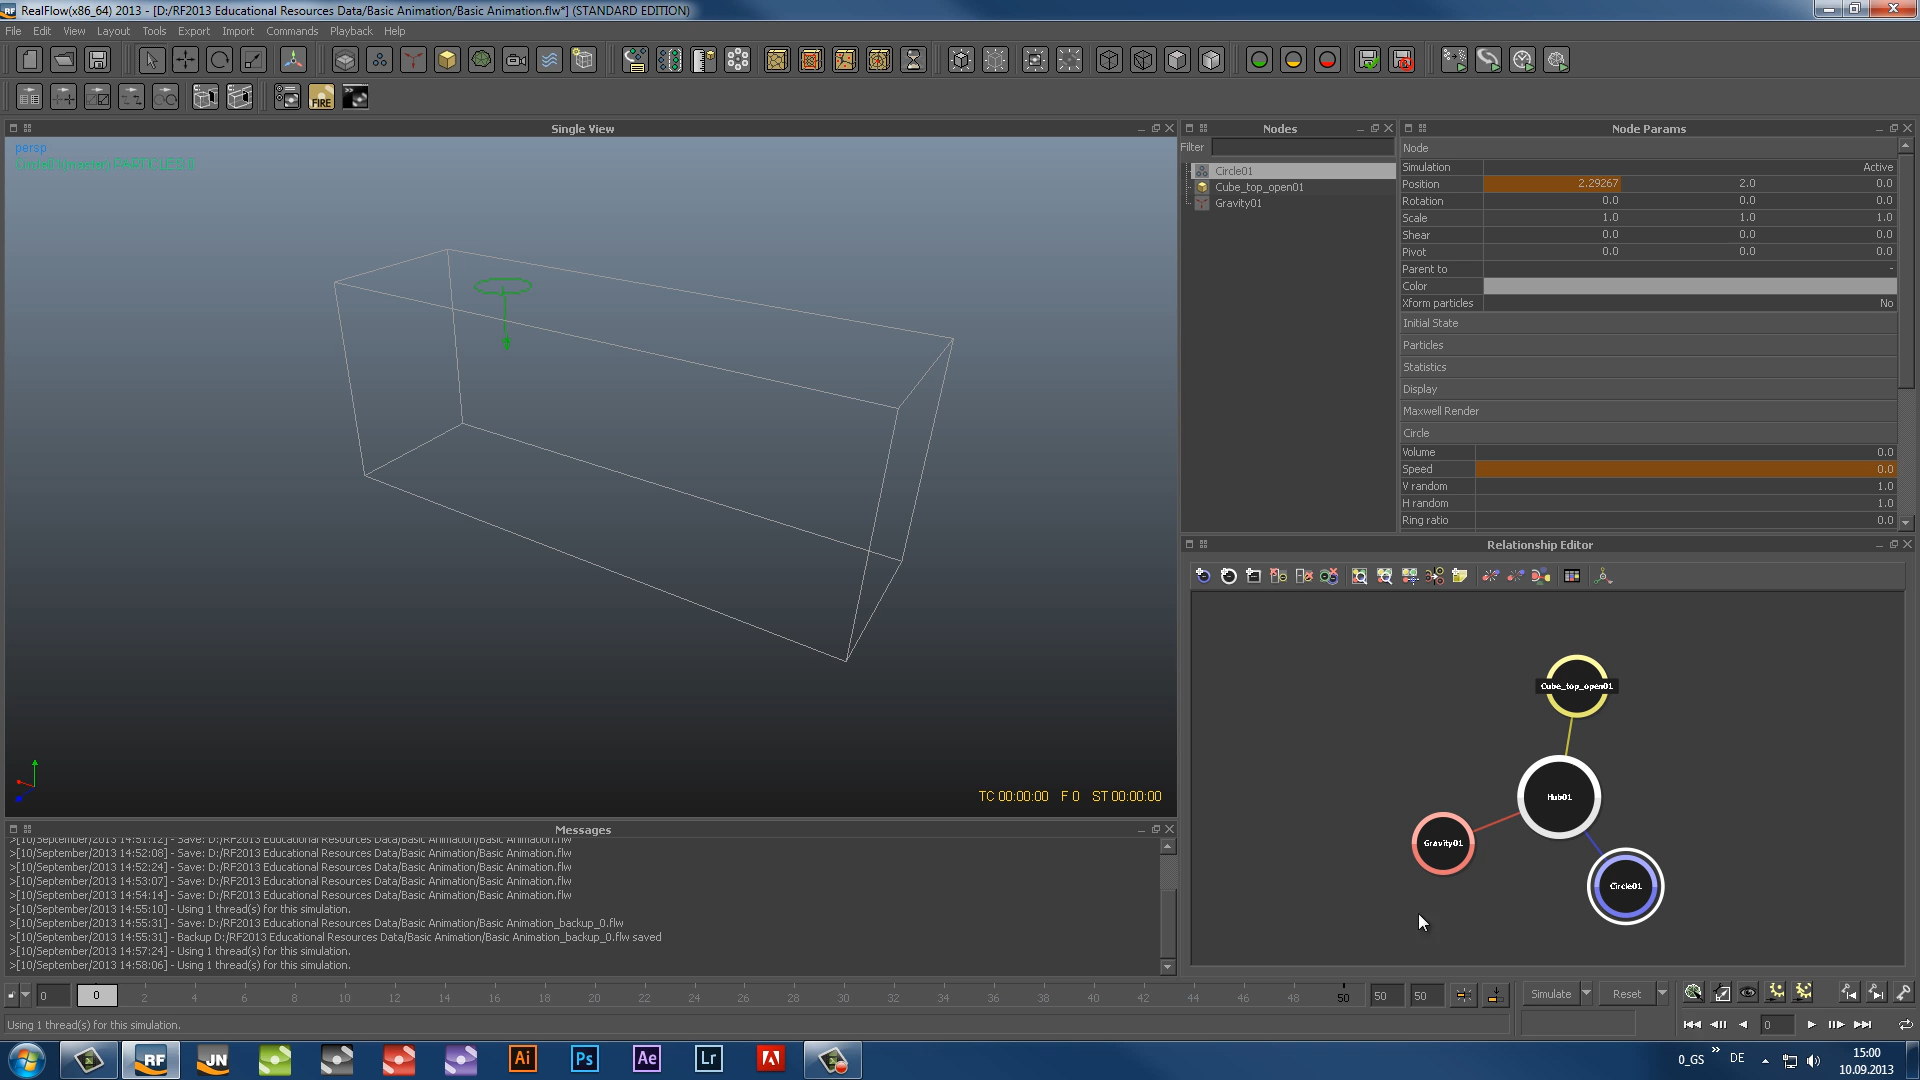 RealFlow(x86_64) 2013 - [D:/RF2013 Educational Resources Data/Basic Animation/Basic Animation.flw*] (STANDARD EDITION)
File Edit View Layout Tools Export Import Commands Playback Help
FIRE
Single View
persp
TC 00:00:00 F 0 ST 00:00:00
Nodes
Filter
Circle01
Cube_top_open01
Gravity01
Node Params
Node
Simulation Active
Position 2.29267 2.0 0.0
Rotation 0.0 0.0 0.0
Scale 1.0 1.0 1.0
Shear 0.0 0.0 0.0
Pivot 0.0 0.0 0.0
Parent to -
Color
Xform particles No
Initial State
Particles
Statistics
Display
Maxwell Render
Circle
Volume 0.0
Speed 0.0
V random 1.0
H random 1.0
Ring ratio 0.0
Relationship Editor
Cube_top_open01
Hub01
Gravity01
Circle01
Messages
>[10/September/2013 14:51:12] - Save: D:/RF2013 Educational Resources Data/Basic Animation/Basic Animation.flw
>[10/September/2013 14:52:08] - Save: D:/RF2013 Educational Resources Data/Basic Animation/Basic Animation.flw
>[10/September/2013 14:52:24] - Save: D:/RF2013 Educational Resources Data/Basic Animation/Basic Animation.flw
>[10/September/2013 14:53:07] - Save: D:/RF2013 Educational Resources Data/Basic Animation/Basic Animation.flw
>[10/September/2013 14:54:14] - Save: D:/RF2013 Educational Resources Data/Basic Animation/Basic Animation.flw
>[10/September/2013 14:55:10] - Using 1 thread(s) for this simulation.
>[10/September/2013 14:55:31] - Save: D:/RF2013 Educational Resources Data/Basic Animation/Basic Animation_backup_0.flw
>[10/September/2013 14:55:31] - Backup D:/RF2013 Educational Resources Data/Basic Animation/Basic Animation_backup_0.flw saved
>[10/September/2013 14:57:24] - Using 1 thread(s) for this simulation.
>[10/September/2013 14:58:06] - Using 1 thread(s) for this simulation.
0 0 2 4 6 8 10 12 14 16 18 20 22 24 26 28 30 32 34 36 38 40 42 44 46 48 50 50 50
Simulate Reset
Using 1 thread(s) for this simulation.
0
RF JN Ai Ps Ae Lr
0_GS » DE
15:00
10.09.2013